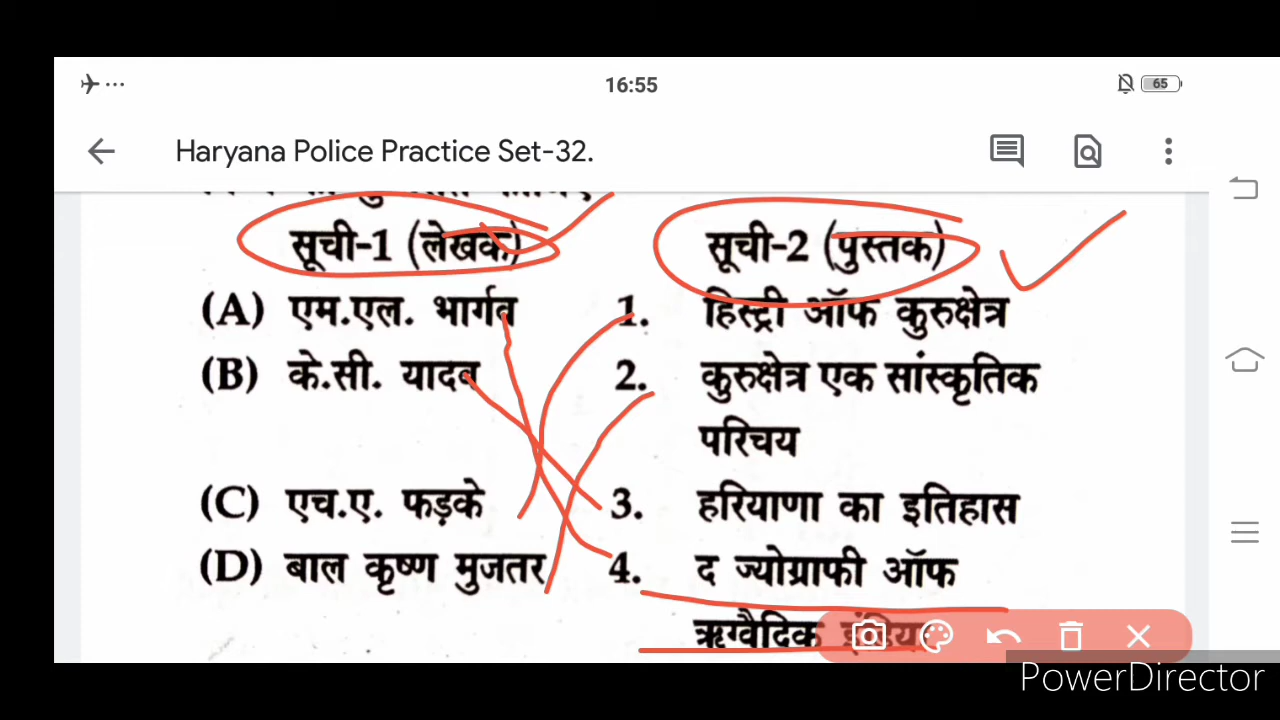 16:55
65
Haryana Police Practice Set-32.
सूची-1 (लेखक) सूची-2 (पुस्तक)
(A) एम.एल. भार्गव 1. हिस्ट्री ऑफ कुरुक्षेत्र
(B) के.सी. यादव 2. कुरुक्षेत्र एक सांस्कृतिक
परिचय
(C) एच.ए. फड़के 3. हरियाणा का इतिहास
(D) बाल कृष्ण मुजतर 4. द ज्योग्राफी ऑफ
ऋग्वैदिक इंडिया
PowerDirector